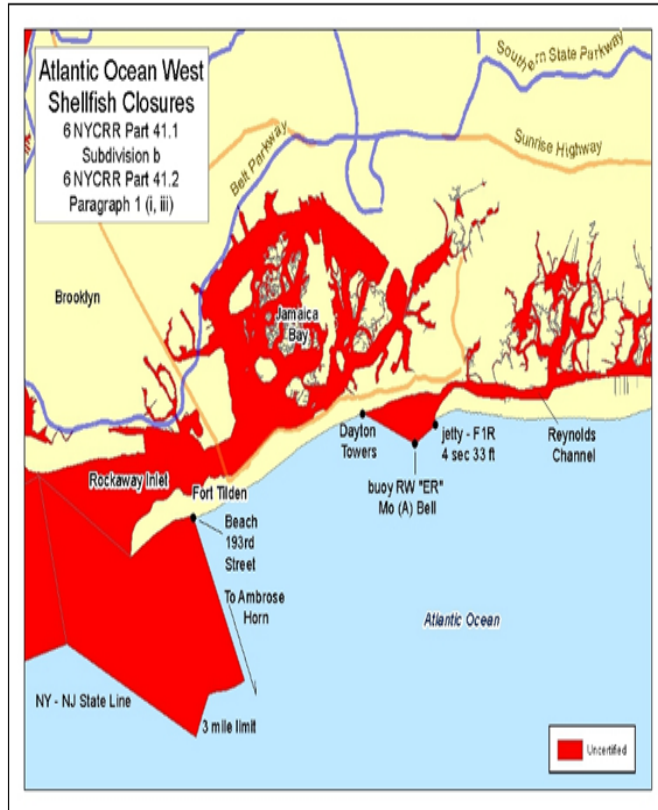 Atlantic Ocean West
Shellfish Closures
6 NYCRR Part 41.1
Subdivision b
6 NYCRR Part 41.2
Paragraph 1 (i, iii)
Southern State Parkway
Belt Parkway
Sunrise Highway
Brooklyn
Jamaica
Bay
Dayton
Towers
jetty - F1R
4 sec 33 ft
Reynolds
Channel
Rockaway Inlet
Fort Tilden
buoy RW "ER"
Mo (A) Bell
Beach
193rd
Street
To Ambrose
Horn
Atlantic Ocean
NY - NJ State Line
3 mile limit
Uncertified